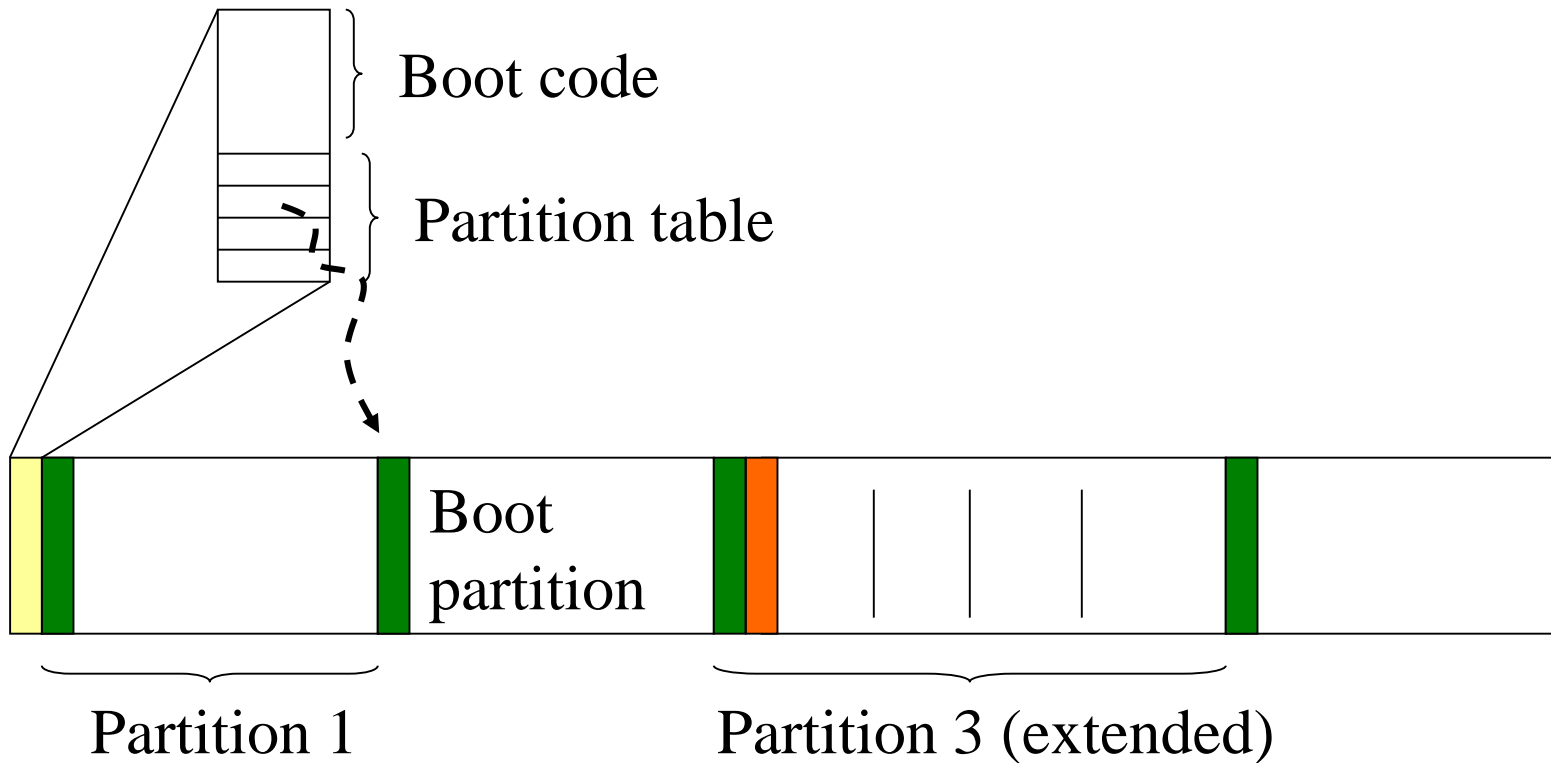 Boot code
Partition table
Boot
partition
Partition 1
Partition 3 (extended)